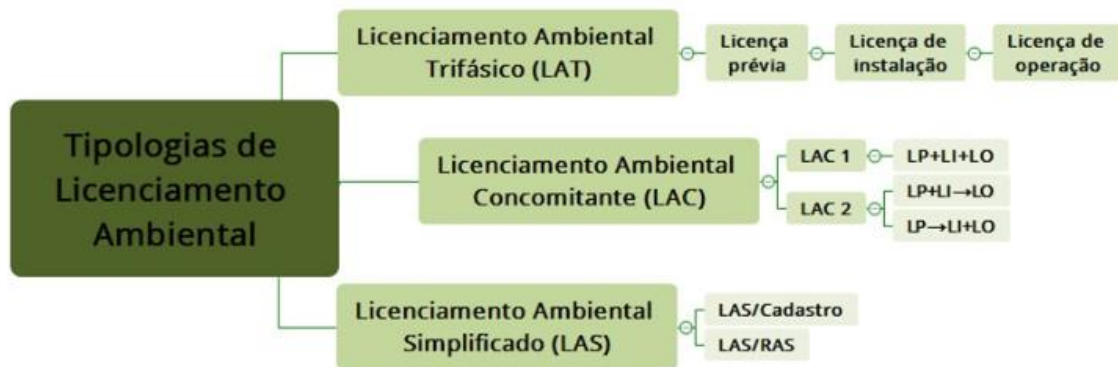 Tipologias de
Licenciamento
Ambiental
Licenciamento Ambiental
Trifásico (LAT)
Licença
prévia
Licença de
instalação
Licença de
operação
Licenciamento Ambiental
Concomitante (LAC)
LAC 1
LP+LI+LO
LAC 2
LP+LI→LO
LP→LI+LO
Licenciamento Ambiental
Simplificado (LAS)
LAS/Cadastro
LAS/RAS